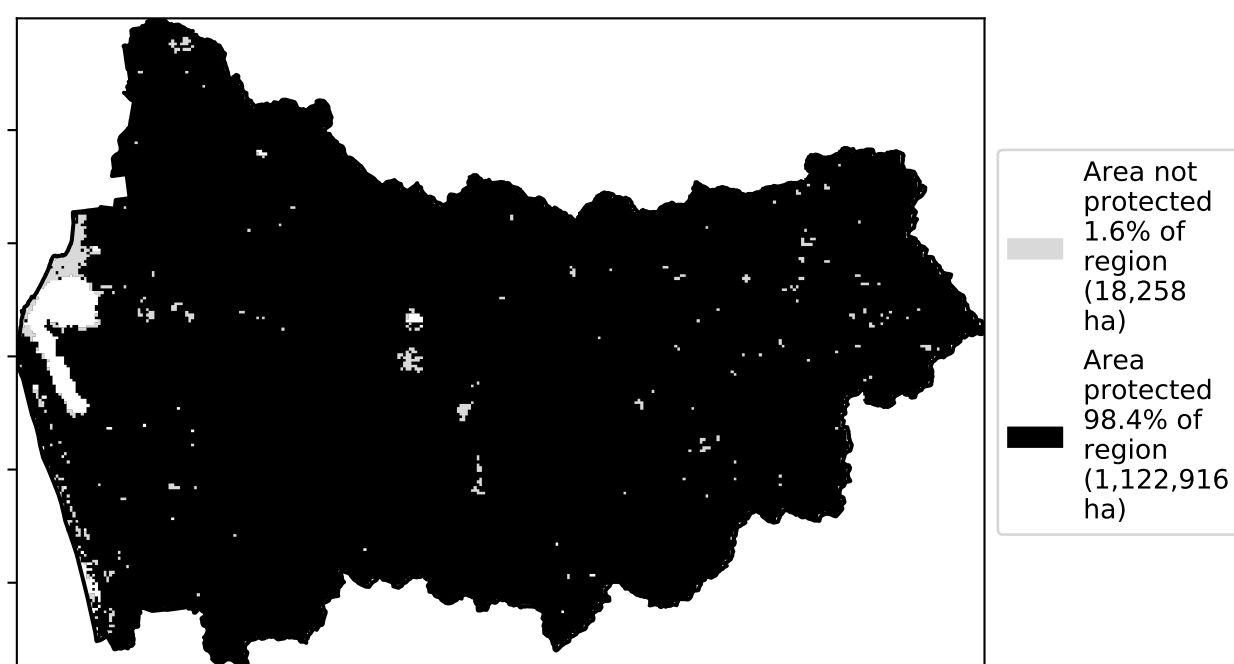 Area not
protected
1.6% of
region
(18,258
ha)
Area
protected
98.4% of
region
(1,122,916
ha)